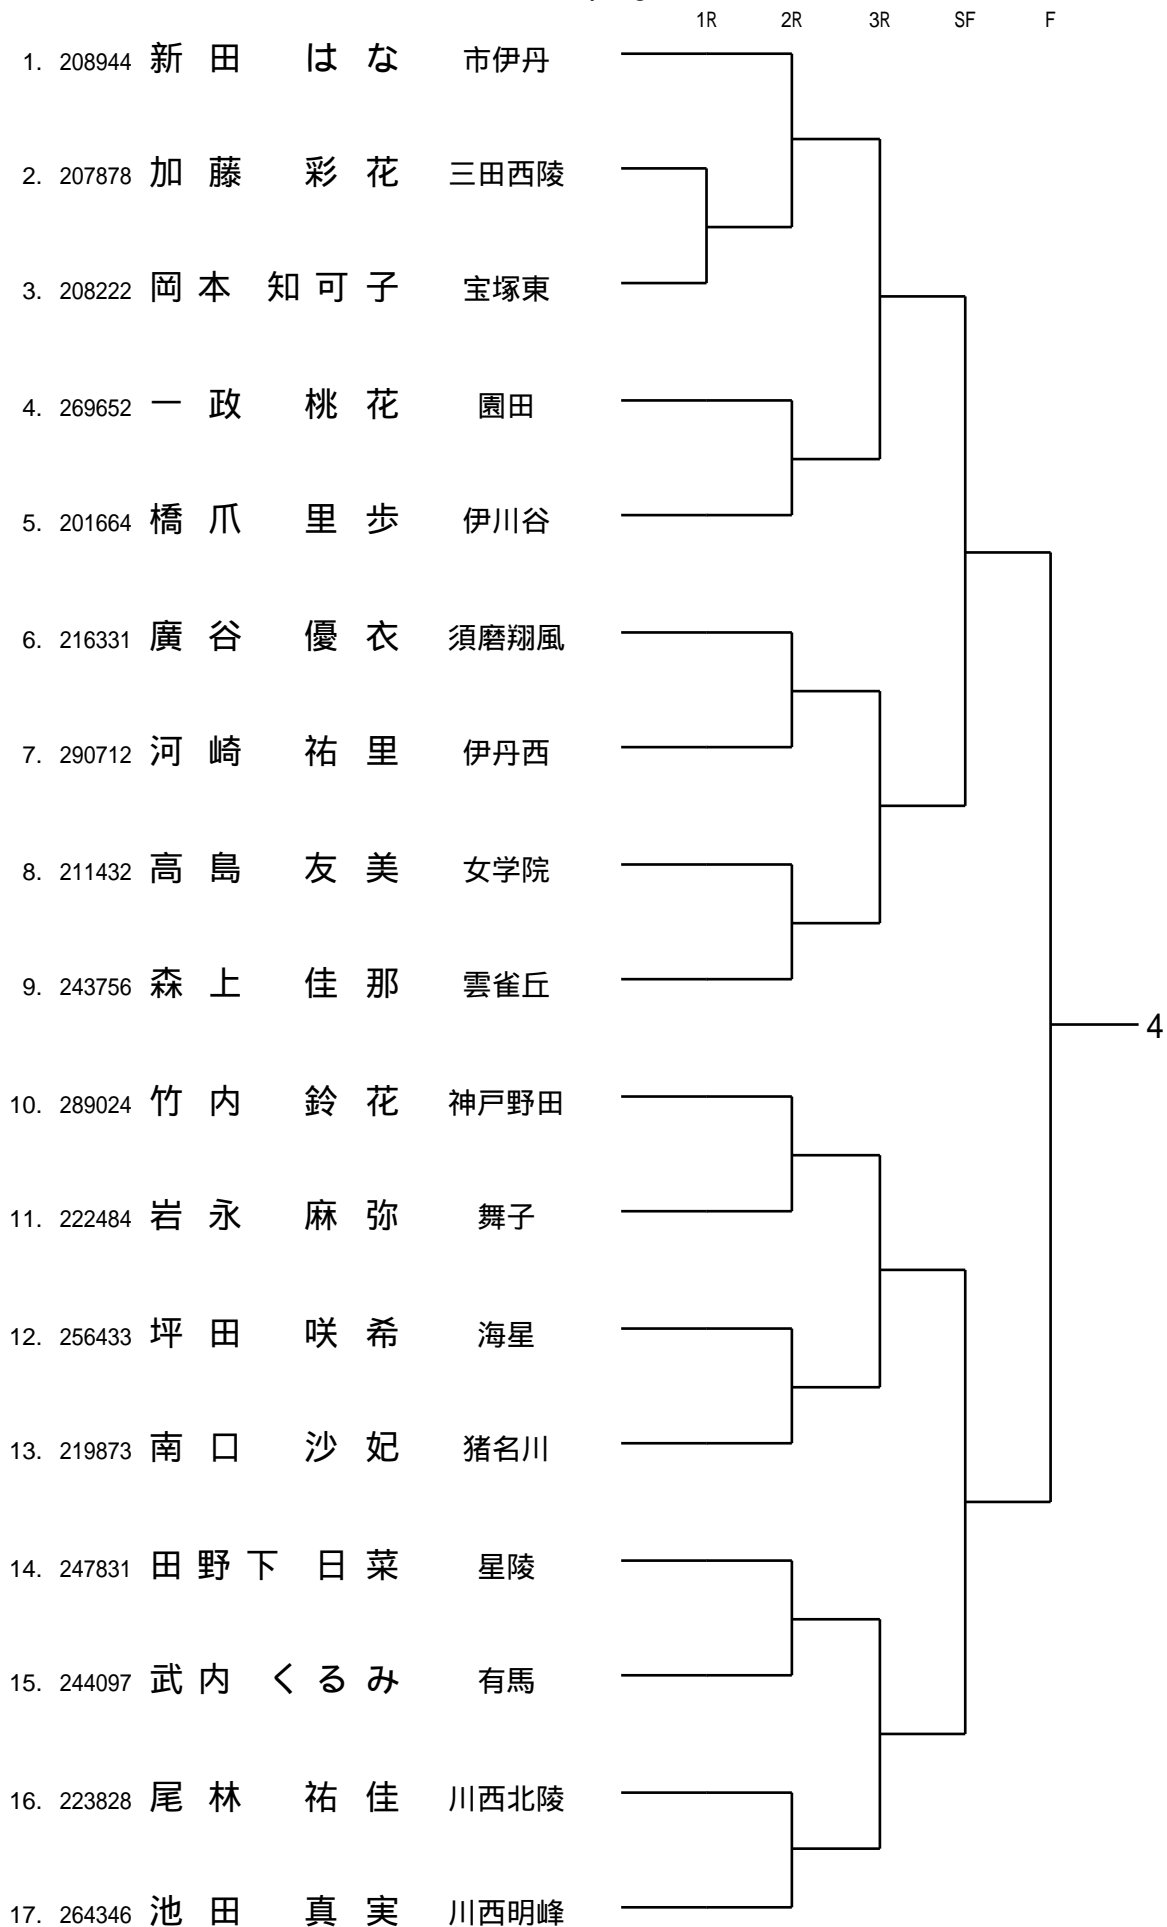 1R 2R 3R SF F
1. 208944 新田 はな 市伊丹
2. 207878 加藤 彩花 三田西陵
3. 208222 岡本 知可子 宝塚東
4. 269652 一政 桃花 園田
5. 201664 橋爪 里歩 伊川谷
6. 216331 廣谷 優衣 須磨翔風
7. 290712 河崎 祐里 伊丹西
8. 211432 高島 友美 女学院
9. 243756 森上 佳那 雲雀丘
4
10. 289024 竹内 鈴花 神戸野田
11. 222484 岩永 麻弥 舞子
12. 256433 坪田 咲希 海星
13. 219873 南口 沙妃 猪名川
14. 247831 田野下 日菜 星陵
15. 244097 武内 くるみ 有馬
16. 223828 尾林 祐佳 川西北陵
17. 264346 池田 真実 川西明峰